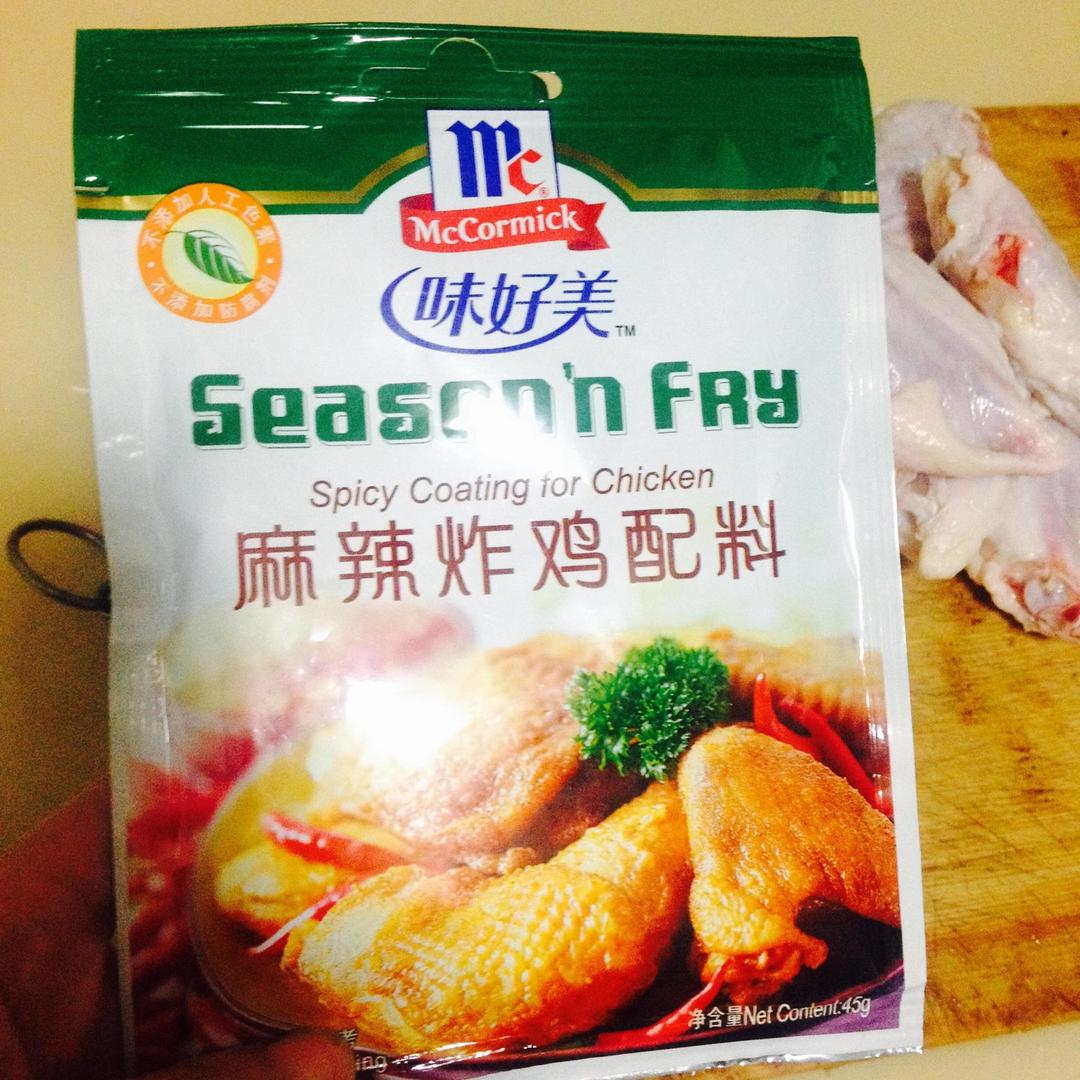 Mc®
McCormick
不添加人工色素
·不添加防腐剂·
味好美™
Season'n Fry
Spicy Coating for Chicken
麻辣炸鸡配料
净含量Net Content:45g